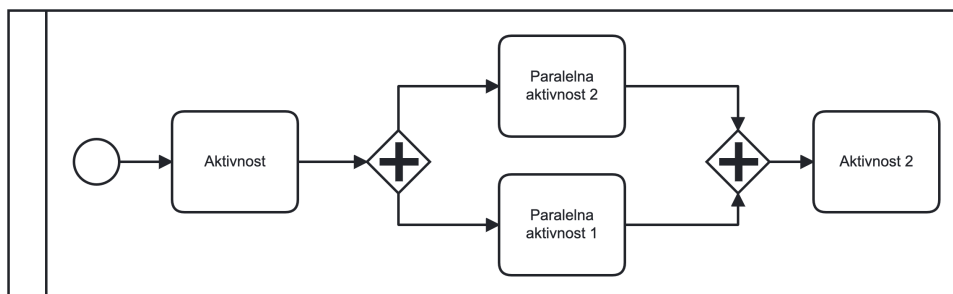 Aktivnost
Paralelna
aktivnost 2
Paralelna
aktivnost 1
Aktivnost 2